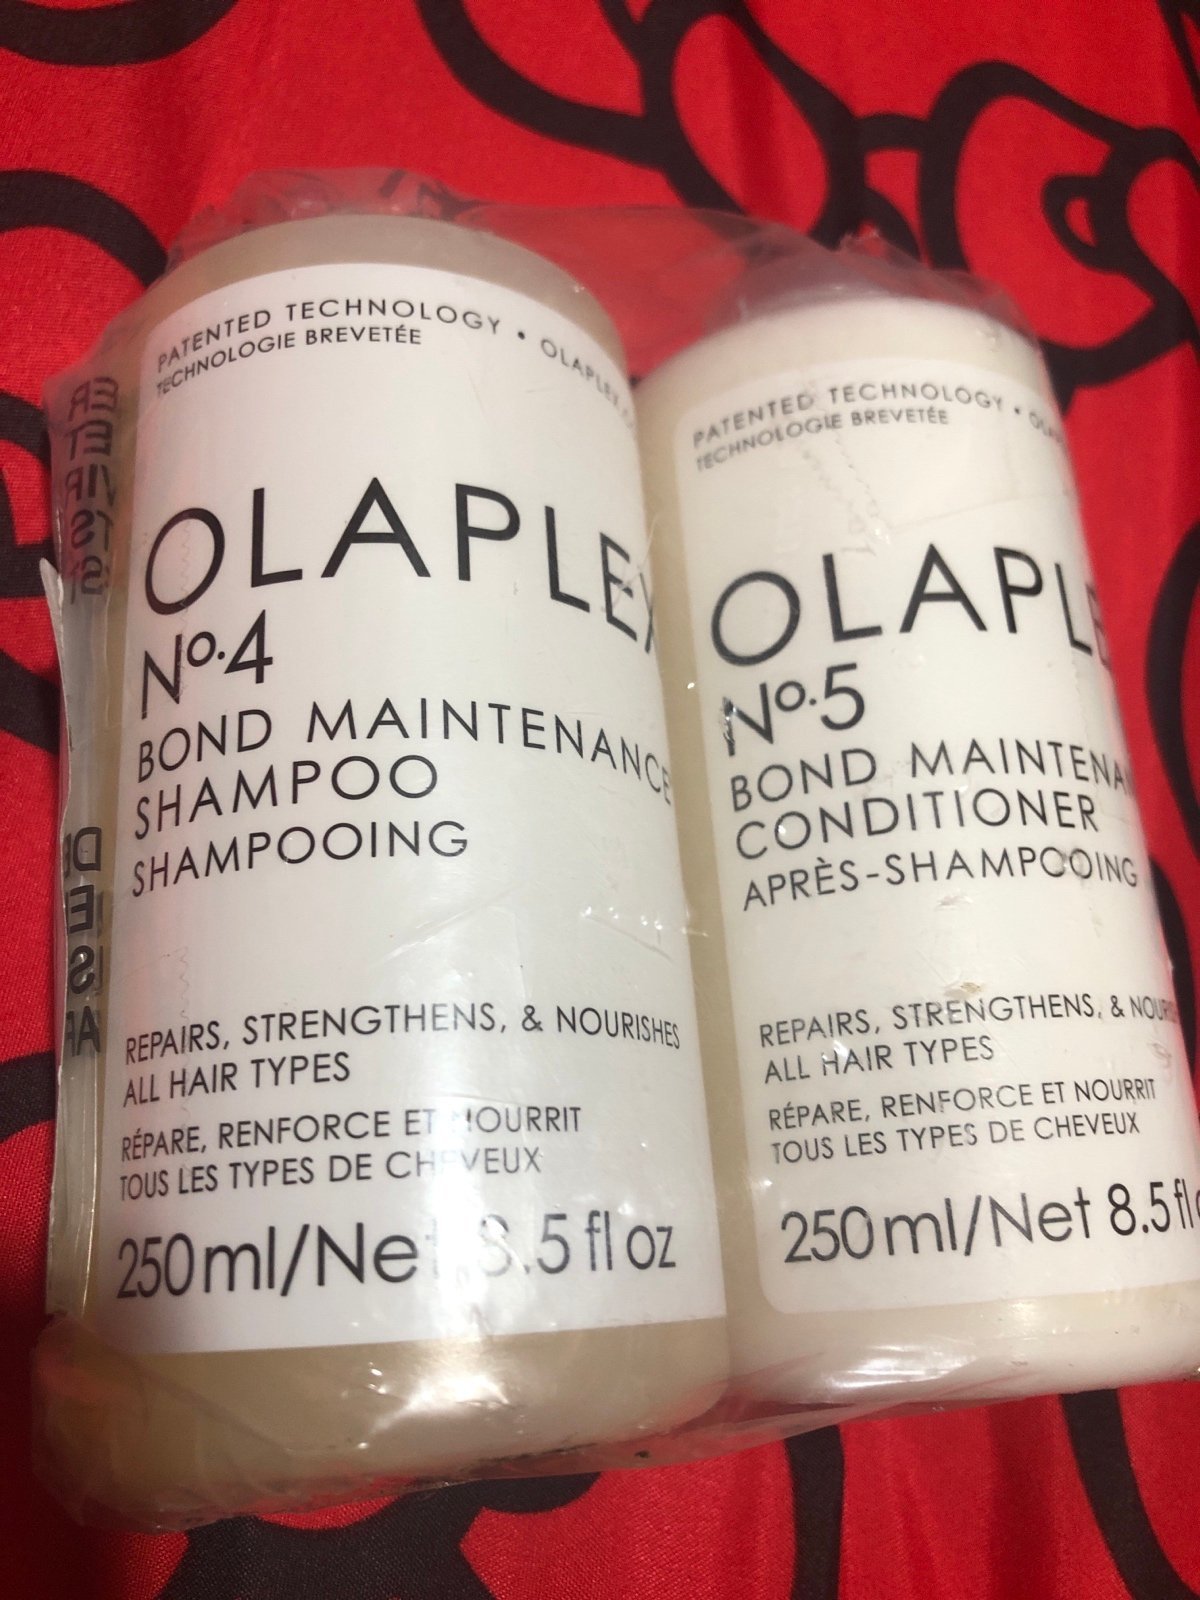 PATENTED TECHNOLOGY • OLAPLEX
TECHNOLOGIE BREVETÉE
OLAPLEX
Nº.4
BOND MAINTENANCE
SHAMPOO
SHAMPOOING
REPAIRS, STRENGTHENS, & NOURISHES
ALL HAIR TYPES
RÉPARE, RENFORCE ET NOURRIT
TOUS LES TYPES DE CHEVEUX
250ml/Net 8.5 fl oz
PATENTED TECHNOLOGY •
TECHNOLOGIE BREVETÉE
OLAPLE
Nº.5
BOND MAINTENAN
CONDITIONER
APRÈS-SHAMPOOING
REPAIRS, STRENGTHENS, & NOURIS
ALL HAIR TYPES
RÉPARE, RENFORCE ET NOURRIT
TOUS LES TYPES DE CHEVEUX
250ml/Net 8.5 fl